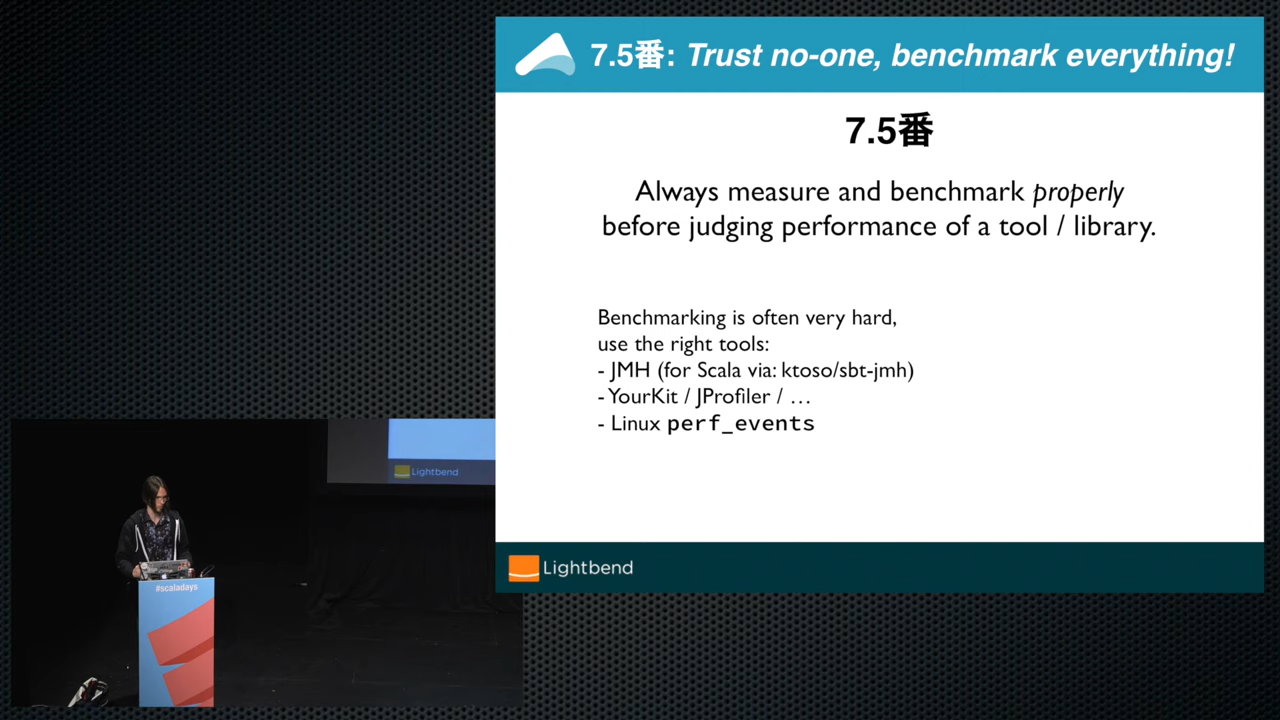 7.5番: Trust no-one, benchmark everything!
7.5番
Always measure and benchmark properly
before judging performance of a tool / library.
Benchmarking is often very hard,
use the right tools:
- JMH (for Scala via: ktoso/sbt-jmh)
- YourKit / JProfiler / …
- Linux perf_events
Lightbend
Lightbend
#scaladays